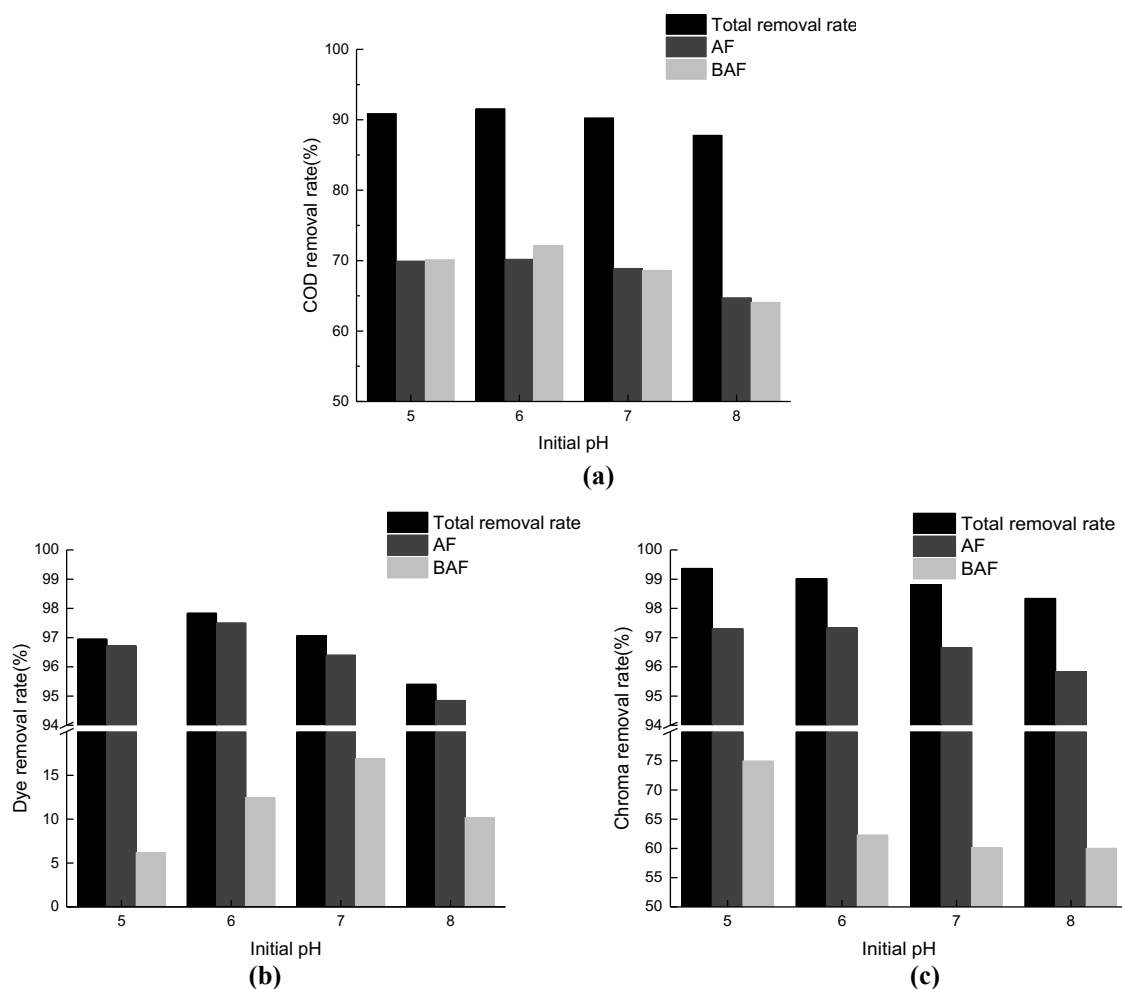 Total removal rate
AF
BAF
100
90
80
70
60
50
COD removal rate(%)
5 6 7 8
Initial pH
(a)
Total removal rate
AF
BAF
100
99
98
97
96
95
94
15
10
5
0
Dye removal rate(%)
5 6 7 8
Initial pH
(b)
Total removal rate
AF
BAF
100
99
98
97
96
95
94
75
70
65
60
55
50
Chroma removal rate(%)
5 6 7 8
Initial pH
(c)